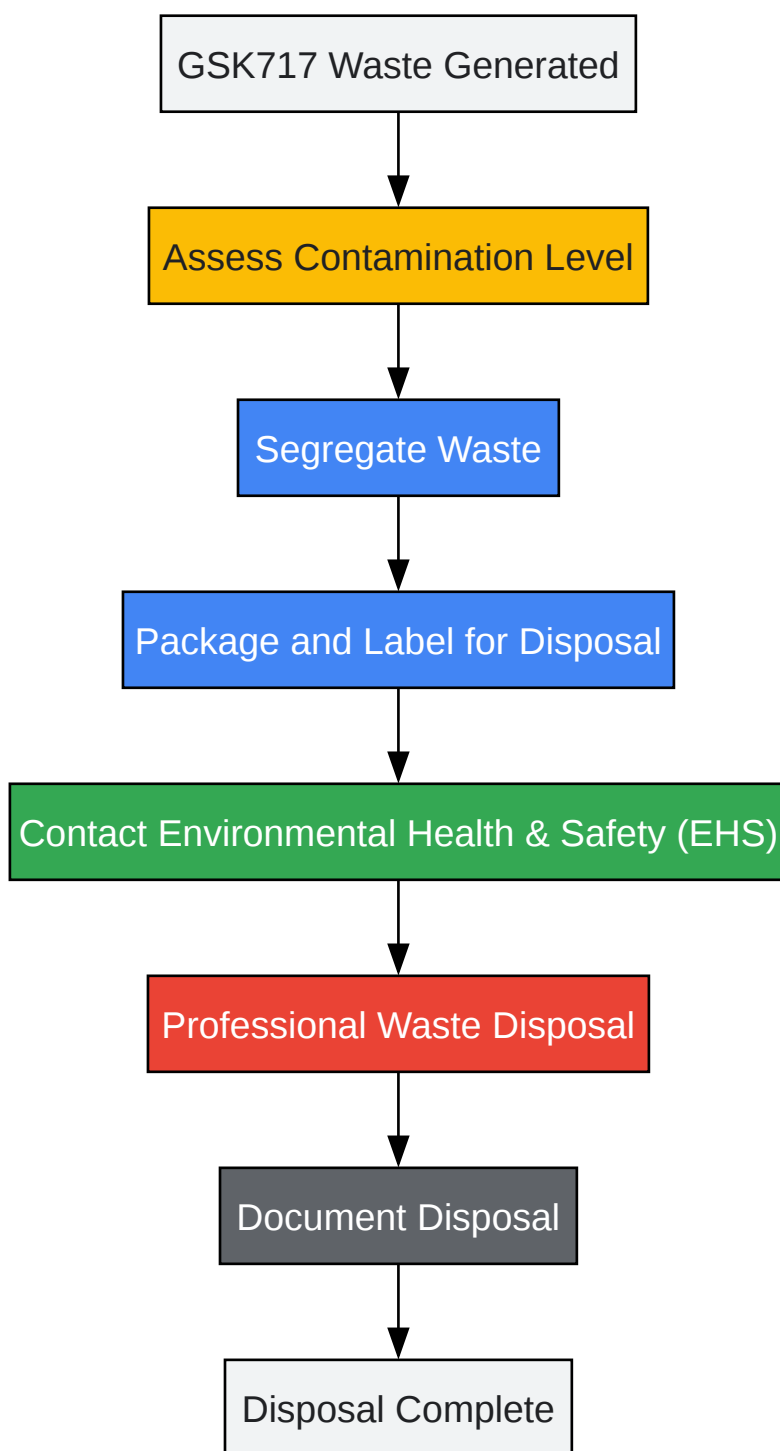 GSK717 Waste Generated
Assess Contamination Level
Segregate Waste
Package and Label for Disposal
Contact Environmental Health & Safety (EHS)
Professional Waste Disposal
Document Disposal
Disposal Complete